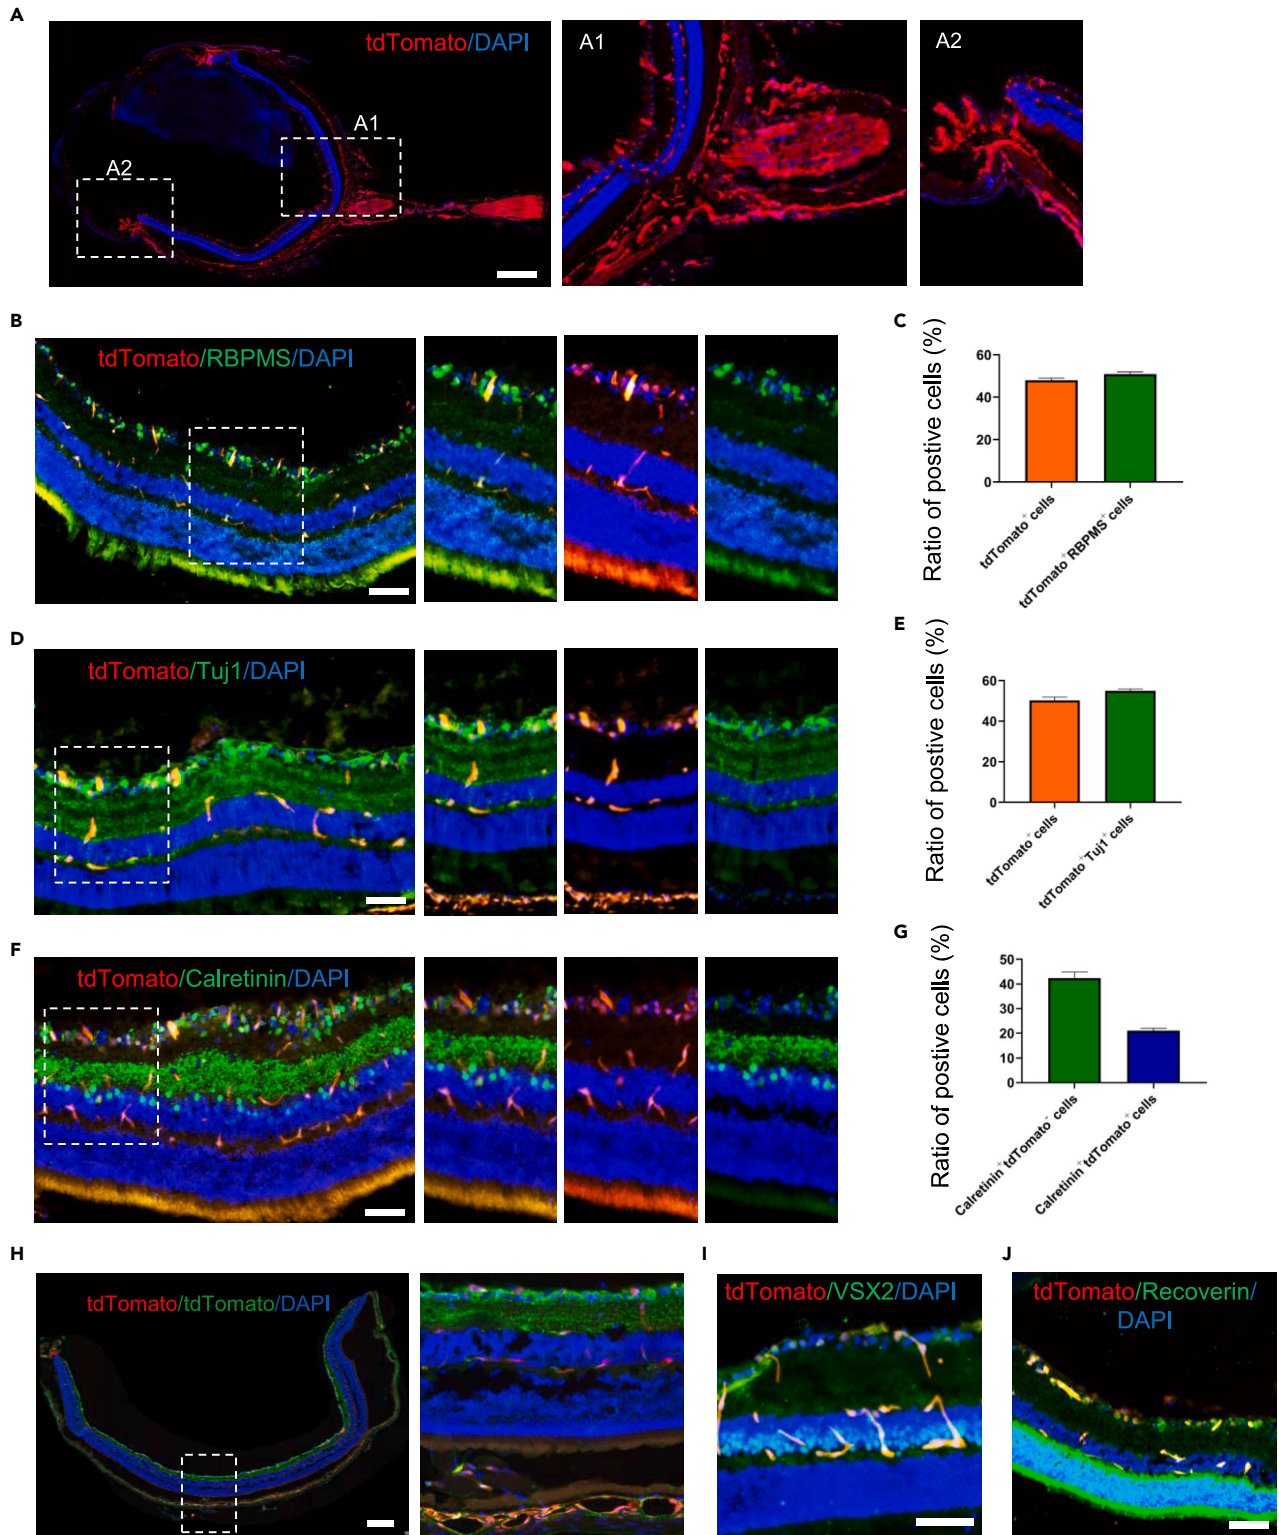 A
tdTomato/DAPI
A1
A2
A1
A2
B
tdTomato/RBPMS/DAPI
C
Ratio of postive cells (%)
60
40
20
0
tdTomato+ cells
tdTomato+RBPMS+ cells
D
tdTomato/Tuj1/DAPI
E
Ratio of postive cells (%)
60
40
20
0
tdTomato+ cells
tdTomato+Tuj1+ cells
F
tdTomato/Calretinin/DAPI
G
Ratio of postive cells (%)
50
40
30
20
10
0
Calretinin+tdTomato- cells
Calretinin+tdTomato+ cells
H
tdTomato/tdTomato/DAPI
I
tdTomato/VSX2/DAPI
J
tdTomato/Recoverin/
DAPI